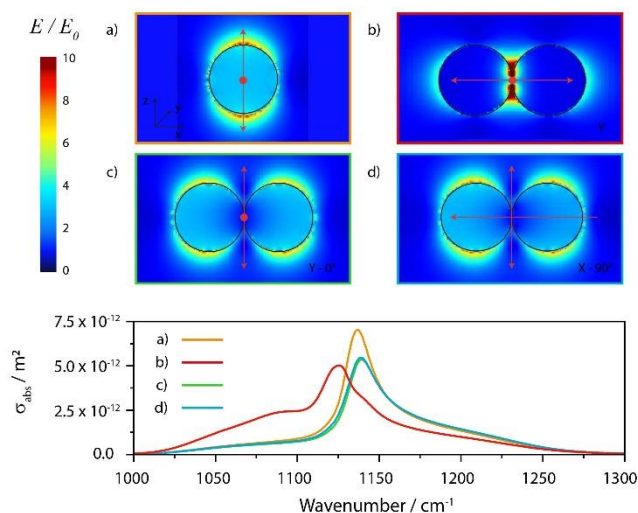 E/E₀
a)
b)
10
8
6
4
2
0
z
y
x
Y
c)
d)
Y - 0°
X - 90°
7.5 x 10⁻¹²
5.0 x 10⁻¹²
2.5 x 10⁻¹²
0.0
σabs / m²
a)
b)
c)
d)
1000
1050
1100
1150
1200
1250
1300
Wavenumber / cm⁻¹